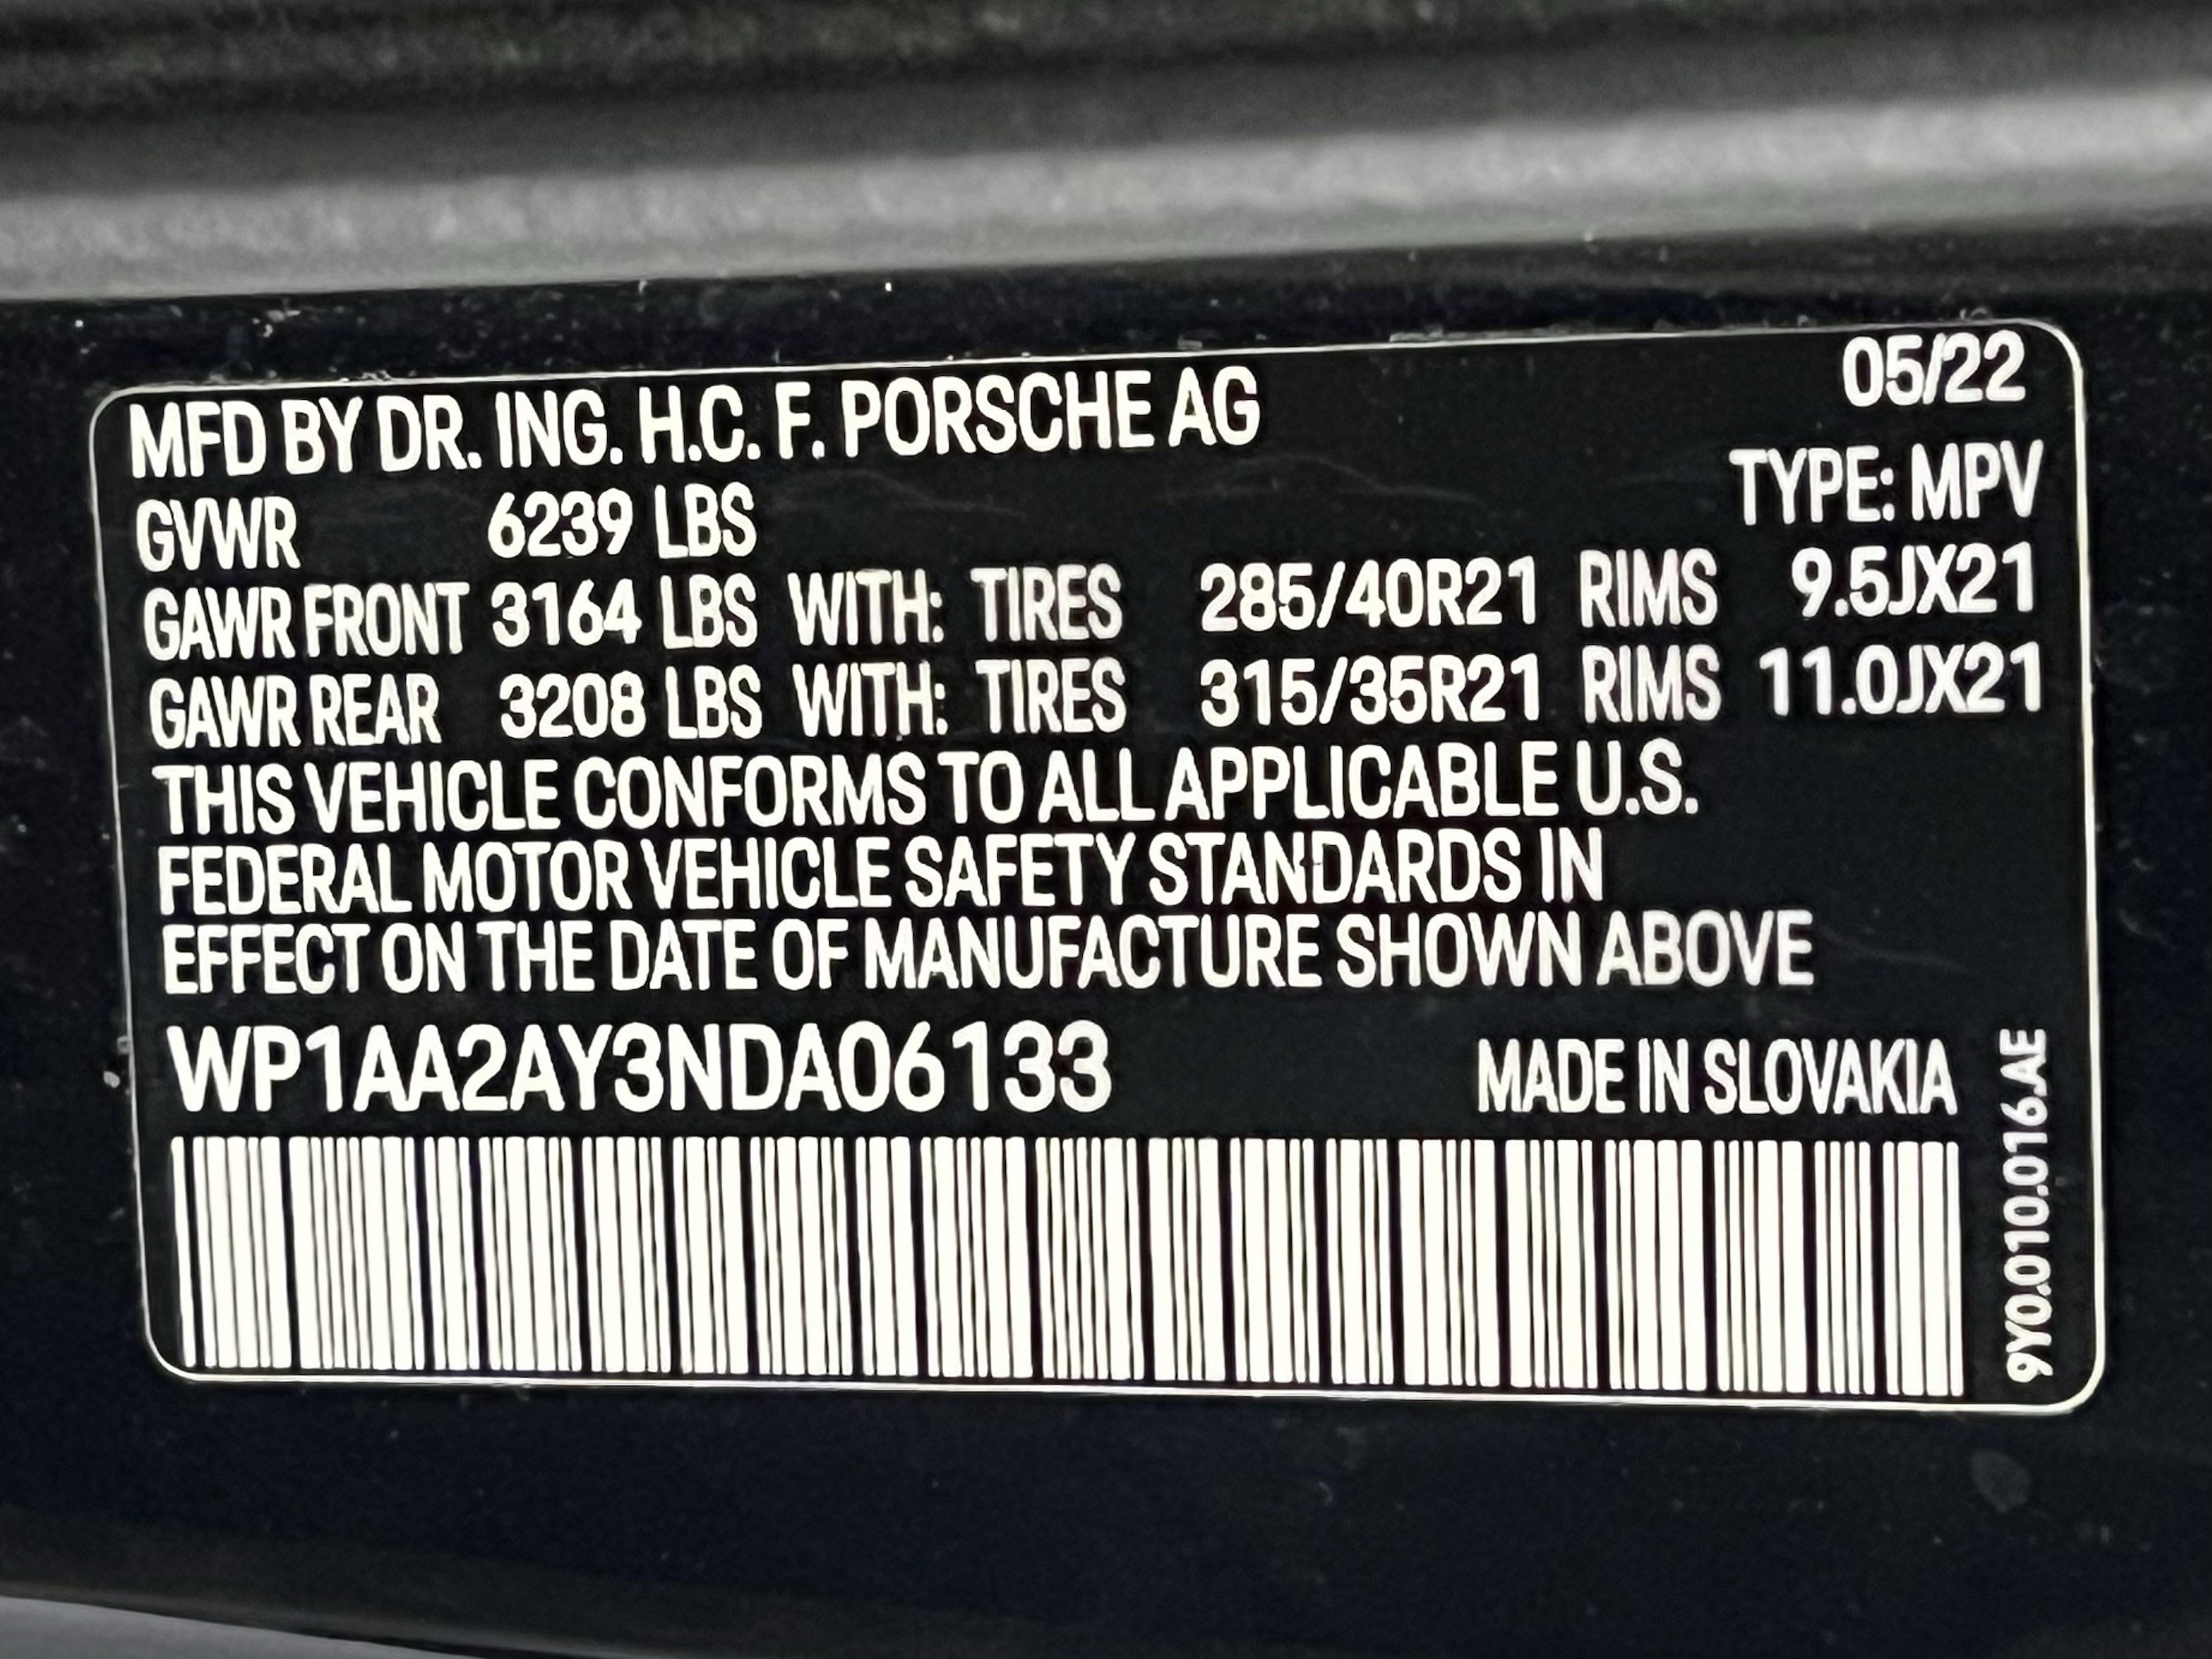 05/22
MFD BY DR. ING. H.C. F. PORSCHE AG
TYPE: MPV
GVWR 6239 LBS
GAWR FRONT 3164 LBS WITH: TIRES 285/40R21 RIMS 9.5JX21
GAWR REAR 3208 LBS WITH: TIRES 315/35R21 RIMS 11.0JX21
THIS VEHICLE CONFORMS TO ALL APPLICABLE U.S.
FEDERAL MOTOR VEHICLE SAFETY STANDARDS IN
EFFECT ON THE DATE OF MANUFACTURE SHOWN ABOVE
WP1AA2AY3NDA06133 MADE IN SLOVAKIA
9Y0.010.016.AE